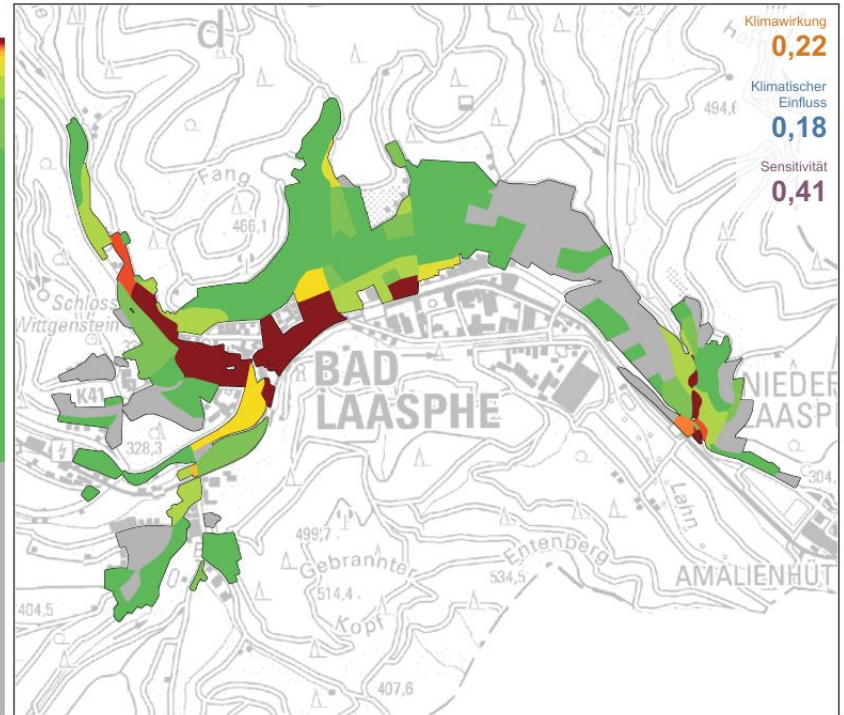 d
Klimawirkung
0,22
Klimatischer
Einfluss
0,18
Sensitivität
0,41
494,6
Fang
466,1
Schloss
Wittgenstein
BAD
LAASPHE
K41
328,3
NIEDER
LAASP
304,
Lahn
499,7
Gebrannter
514,4
Kopf
Entenberg
534,5
AMALIENHÜT
404,5
407,6